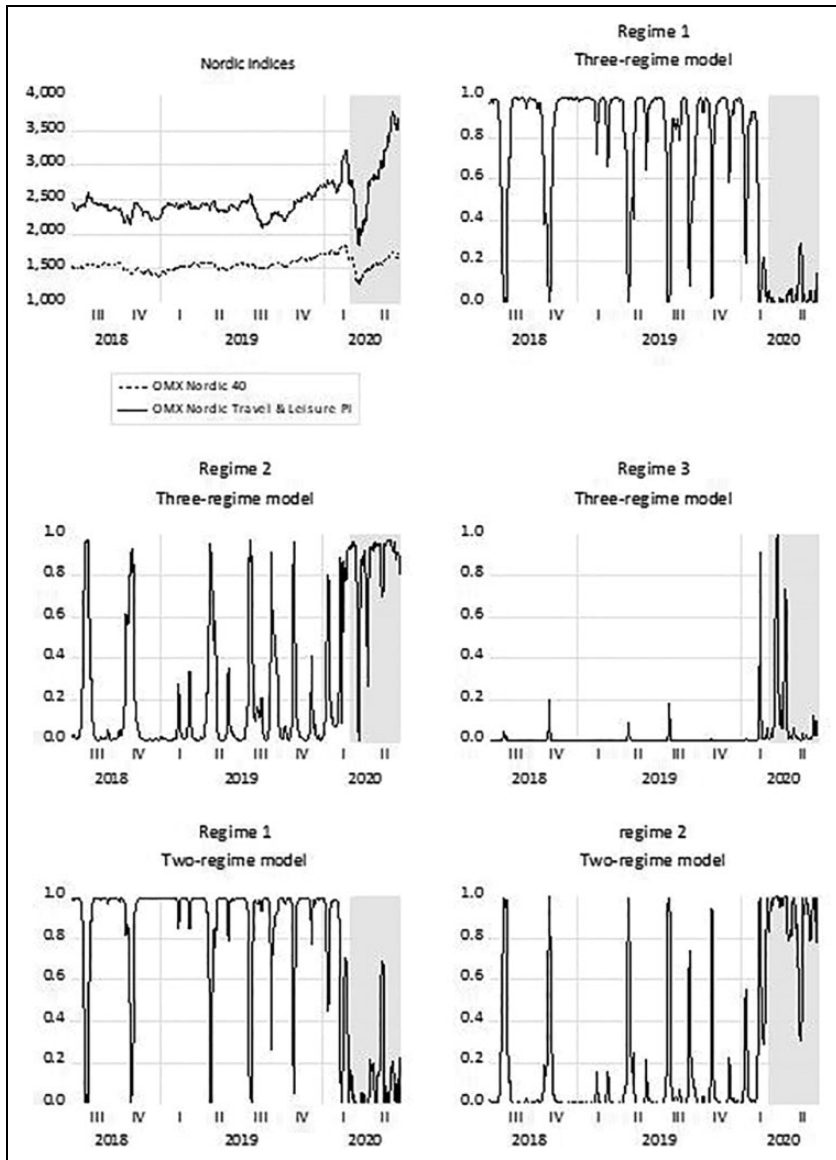 Nordic Indices
4,000
3,500
3,000
2,500
2,000
1,500
1,000
III IV I II III IV I II
2018 2019 2020
OMX Nordic 40
OMX Nordic Travel & Leisure PI
Regime 1
Three-regime model
1.0
0.8
0.6
0.4
0.2
0.0
III IV I II III IV I II
2018 2019 2020
Regime 2
Three-regime model
1.0
0.8
0.6
0.4
0.2
0.0
III IV I II III IV I II
2018 2019 2020
Regime 3
Three-regime model
1.0
0.8
0.6
0.4
0.2
0.0
III IV I II III IV I II
2018 2019 2020
Regime 1
Two-regime model
1.0
0.8
0.6
0.4
0.2
0.0
III IV I II III IV I II
2018 2019 2020
regime 2
Two-regime model
1.0
0.8
0.6
0.4
0.2
0.0
III IV I II III IV I II
2018 2019 2020